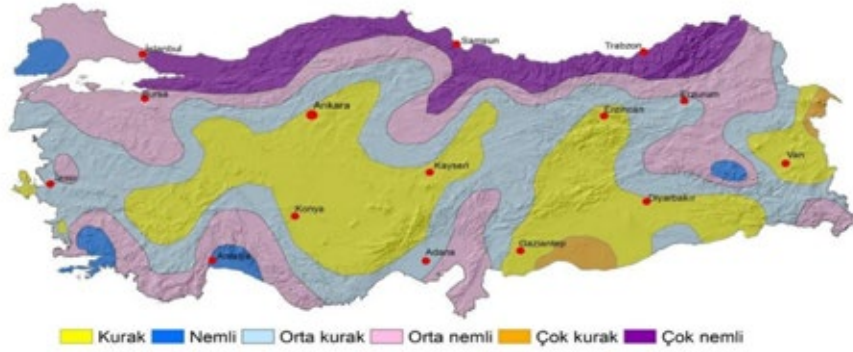 İstanbul
Samsun
Trabzon
Bursa
Ankara
Erzincan
Erzurum
Kayseri
Van
İzmir
Konya
Diyarbakır
Antalya
Adana
Gaziantep
Kurak Nemli Orta kurak Orta nemli Çok kurak Çok nemli